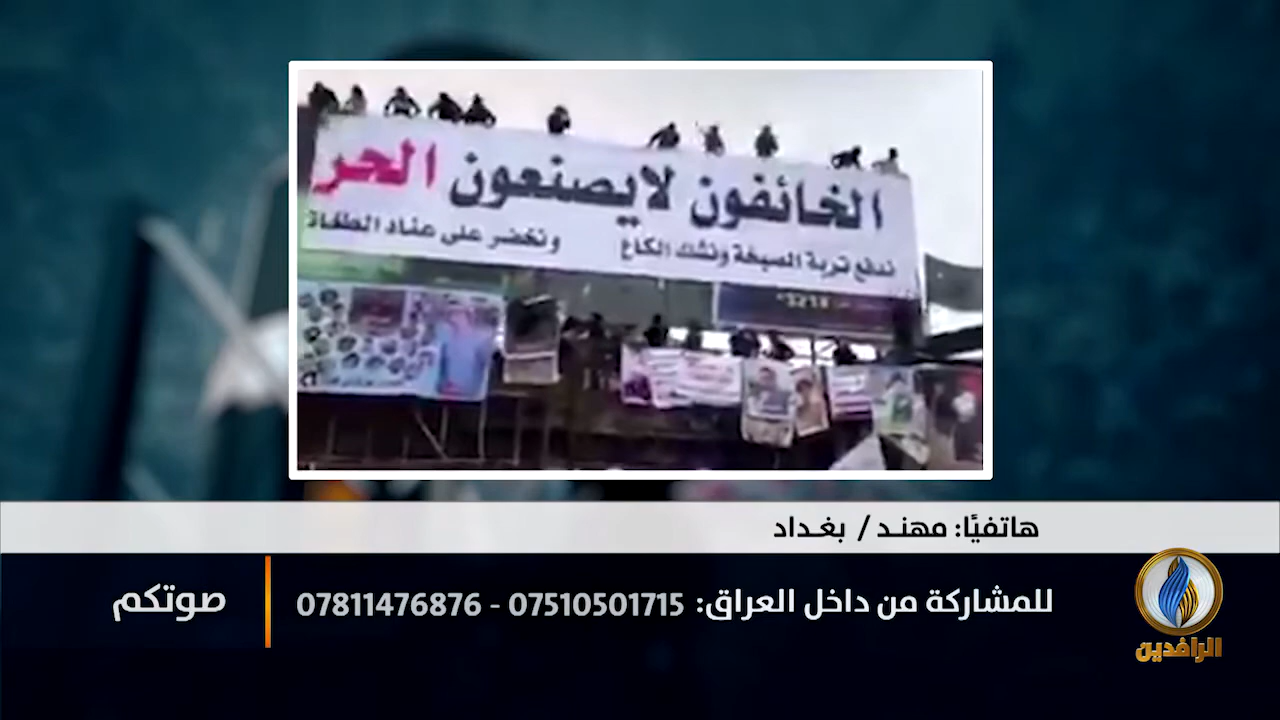 الخائفون لايصنعون الحر
ندفع تربة الصبخة ونشك الكاع
ونخضر على عناد الطغاة
هاتفيًا: مهند / بغداد
للمشاركة من داخل العراق: 07510501715 - 07811476876
صوتكم
الرافدين